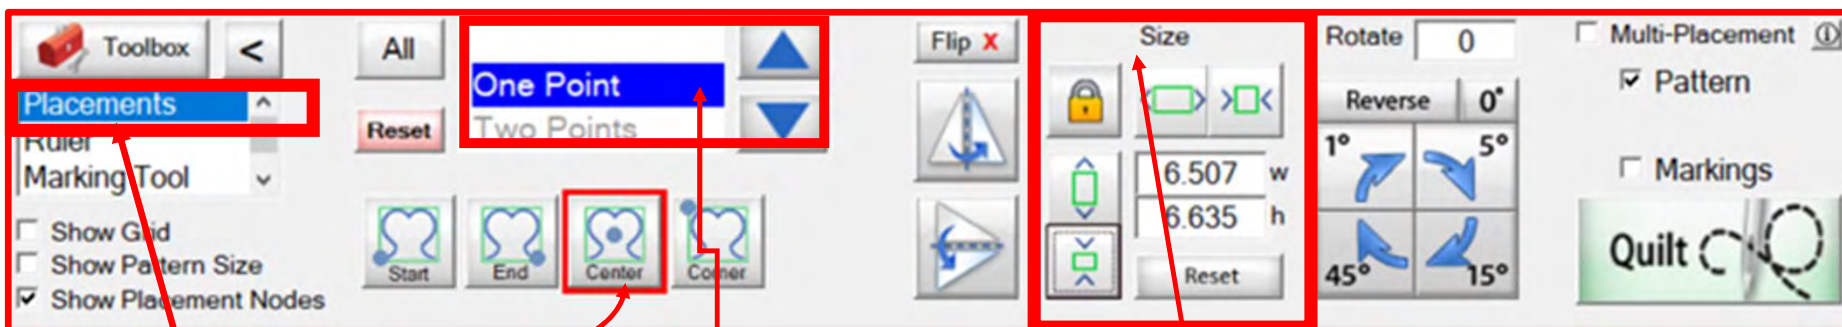 Toolbox
<
Placements
Ruler
Marking Tool
Show Grid
Show Pattern Size
Show Placement Nodes
All
Reset
One Point
Two Points
Start
End
Center
Corner
Flip X
Size
6.507 w
6.635 h
Reset
Rotate 0
Reverse 0°
1° 5°
45° 15°
Multi-Placement
Pattern
Markings
Quilt